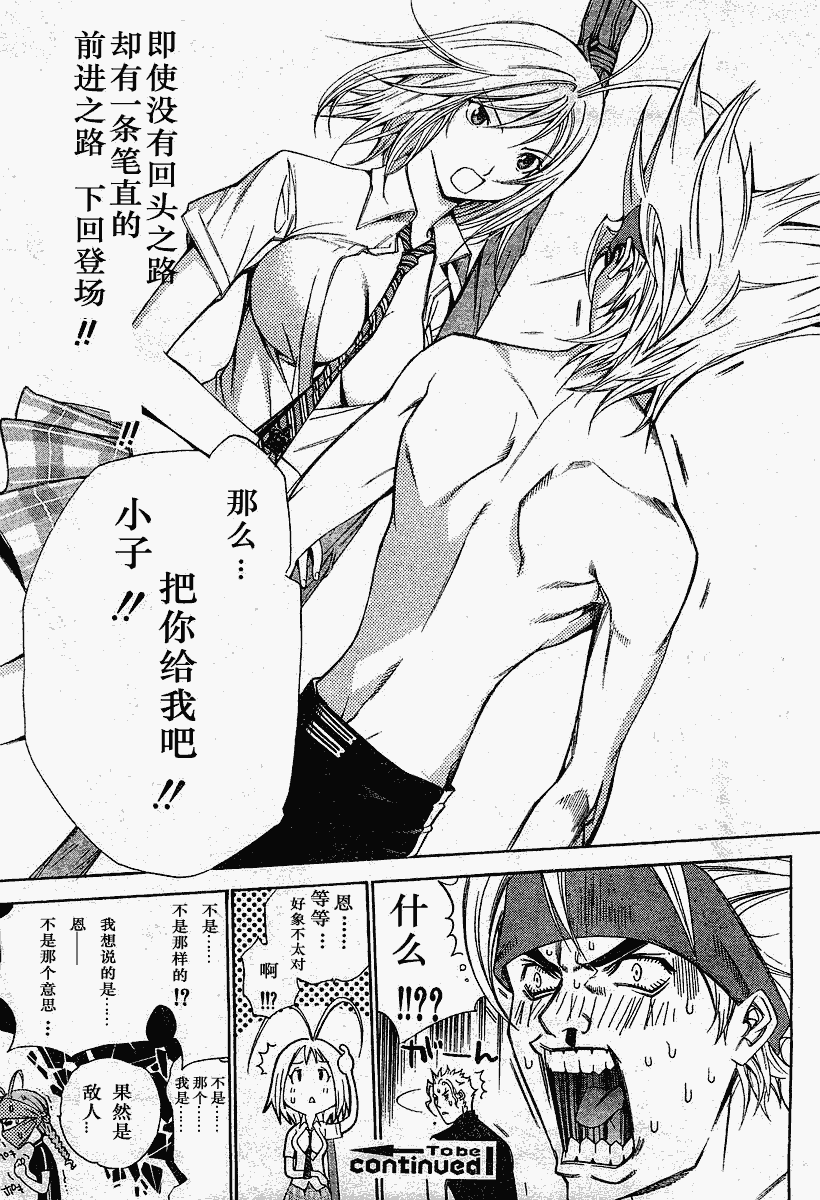 即使没有回头之路
却有一条笔直的
前进之路 下回登场!!
!!
那么…
小子!!
把你给我吧!!
什么!!??
がーん
恩……
等等…
好象不太对
啊!!?
不是……
不是那样的!?
我想说的是……
恩——
不是那个意思…
不是…
那个…
我是…
果然是
敌人…
To be
continued